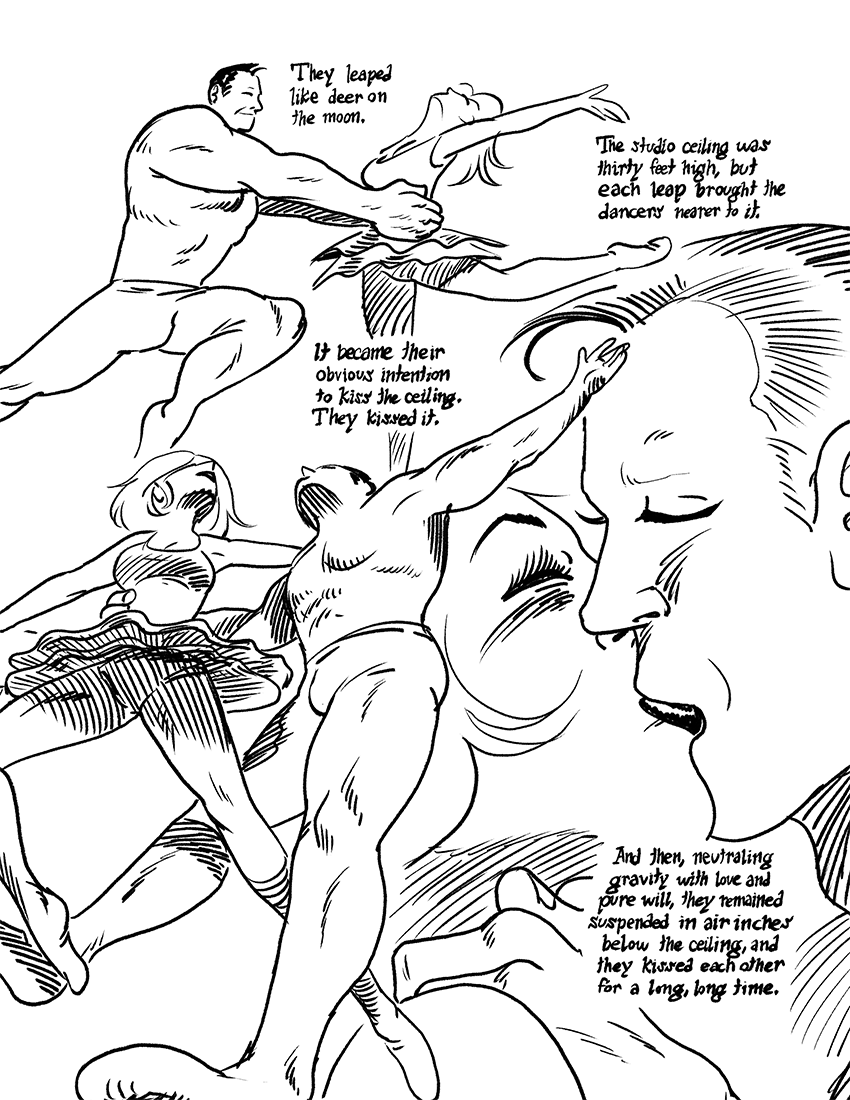 They leaped
like deer on
the moon.
The studio ceiling was
thirty feet high, but
each leap brought the
dancers nearer to it.
It became their
obvious intention
to kiss the ceiling.
They kissed it.
And then, neutraling
gravity with love and
pure will, they remained
suspended in air inches
below the ceiling, and
they kissed each other
for a long, long time.